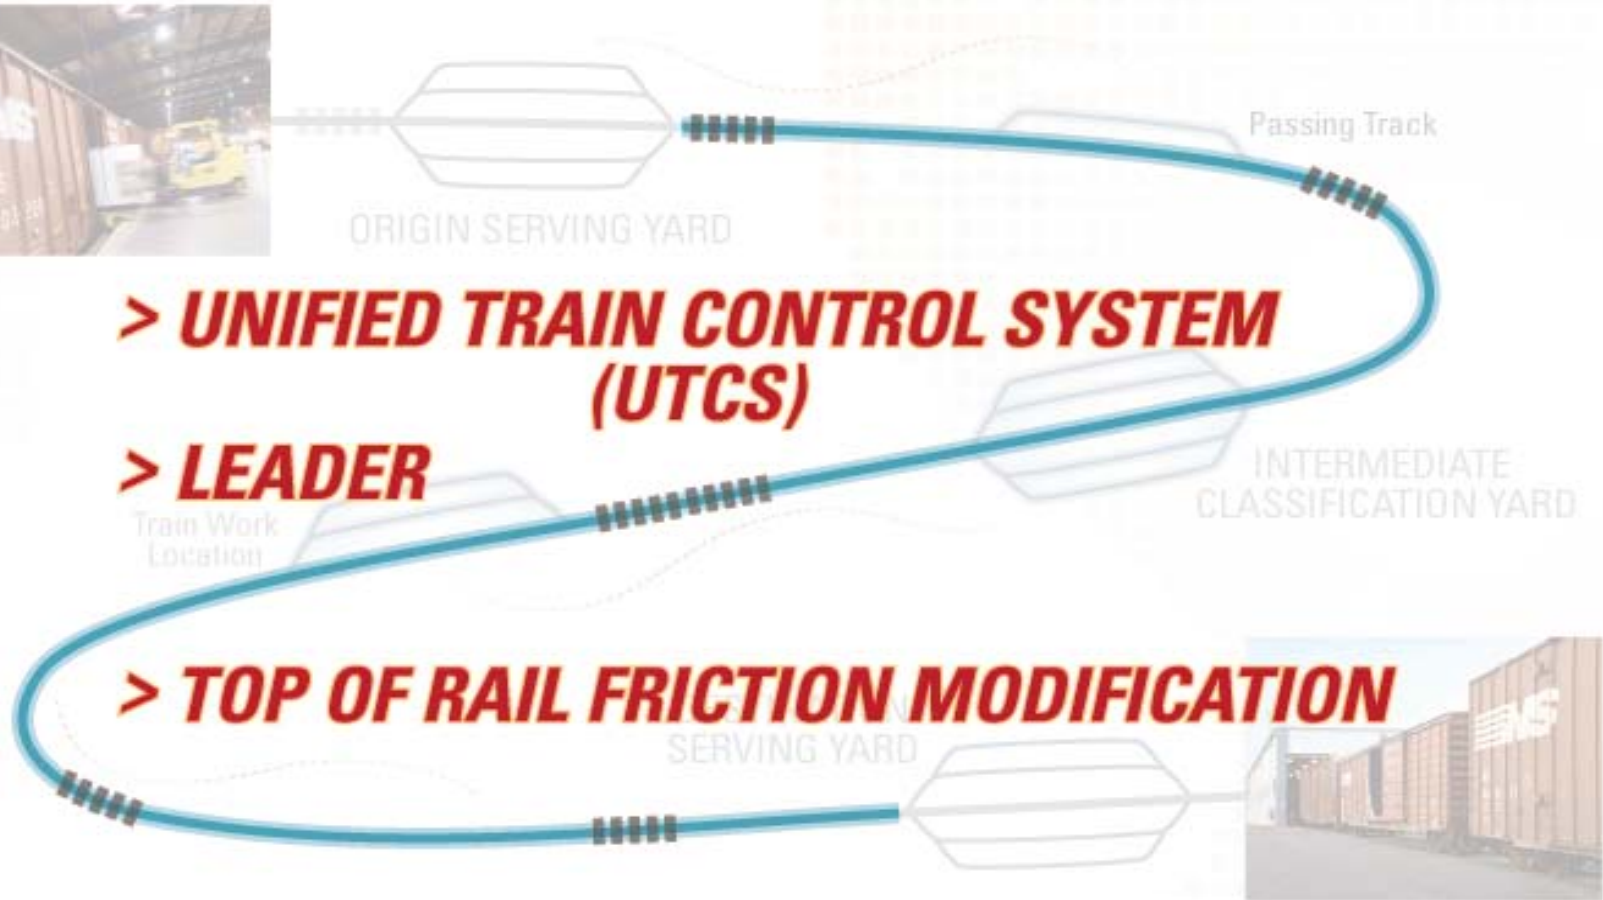 Passing Track
ORIGIN SERVING YARD
> UNIFIED TRAIN CONTROL SYSTEM
(UTCS)
> LEADER
INTERMEDIATE
CLASSIFICATION YARD
Train Work
Location
> TOP OF RAIL FRICTION MODIFICATION
SERVING YARD
NS